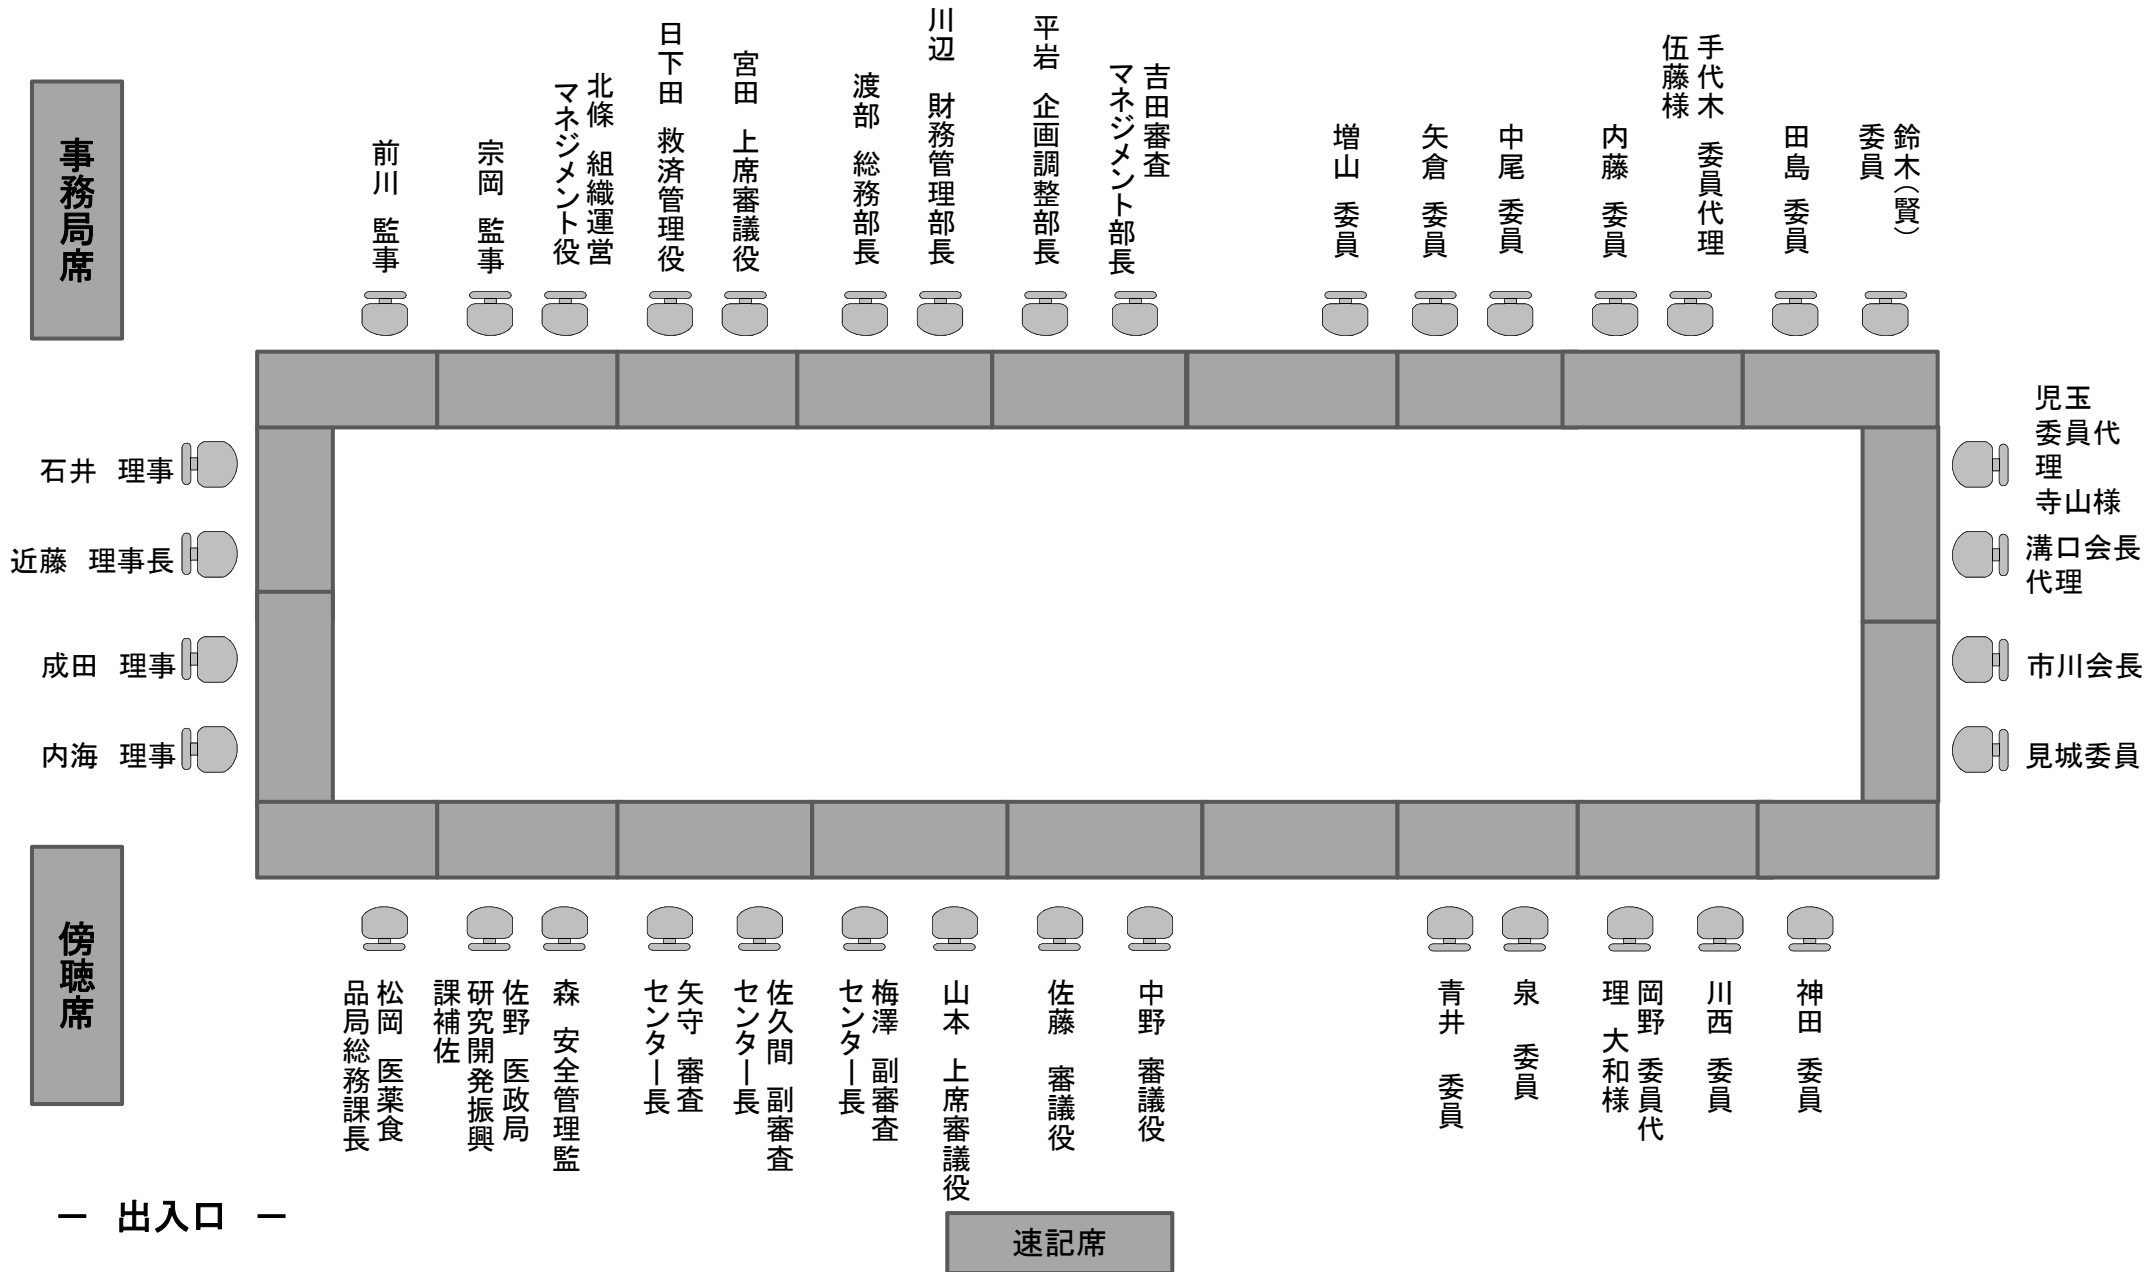 事務局席
前川 監事
宗岡 監事
北條 組織運営
マネジメント役
日下田 救済管理役
宮田 上席審議役
渡部 総務部長
川辺 財務管理部長
平岩 企画調整部長
吉田審査
マネジメント部長
増山 委員
矢倉 委員
中尾 委員
内藤 委員
手代木 委員代理
伍藤様
田島 委員
鈴木(賢)
委員
石井 理事
近藤 理事長
成田 理事
内海 理事
児玉
委員代
理
寺山様
溝口会長
代理
市川会長
見城委員
傍聴席
松岡 医薬食
品局総務課長
佐野 医政局
研究開発振興
課補佐
森 安全管理監
矢守 審査
センター長
佐久間 副審査
センター長
梅澤 副審査
センター長
山本 上席審議役
佐藤 審議役
中野 審議役
青井 委員
泉 委員
岡野 委員代
理 大和様
川西 委員
神田 委員
― 出入口 ―
速記席